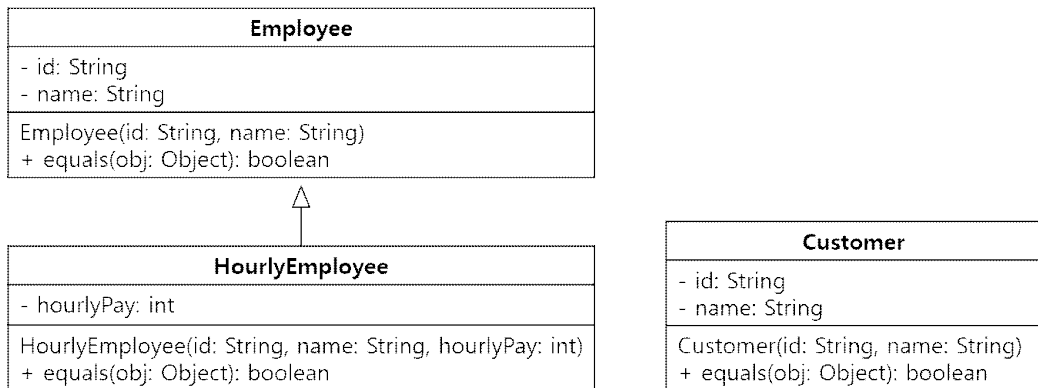 Employee
- id: String
- name: String
Employee(id: String, name: String)
+ equals(obj: Object): boolean
HourlyEmployee
- hourlyPay: int
HourlyEmployee(id: String, name: String, hourlyPay: int)
+ equals(obj: Object): boolean
Customer
- id: String
- name: String
Customer(id: String, name: String)
+ equals(obj: Object): boolean